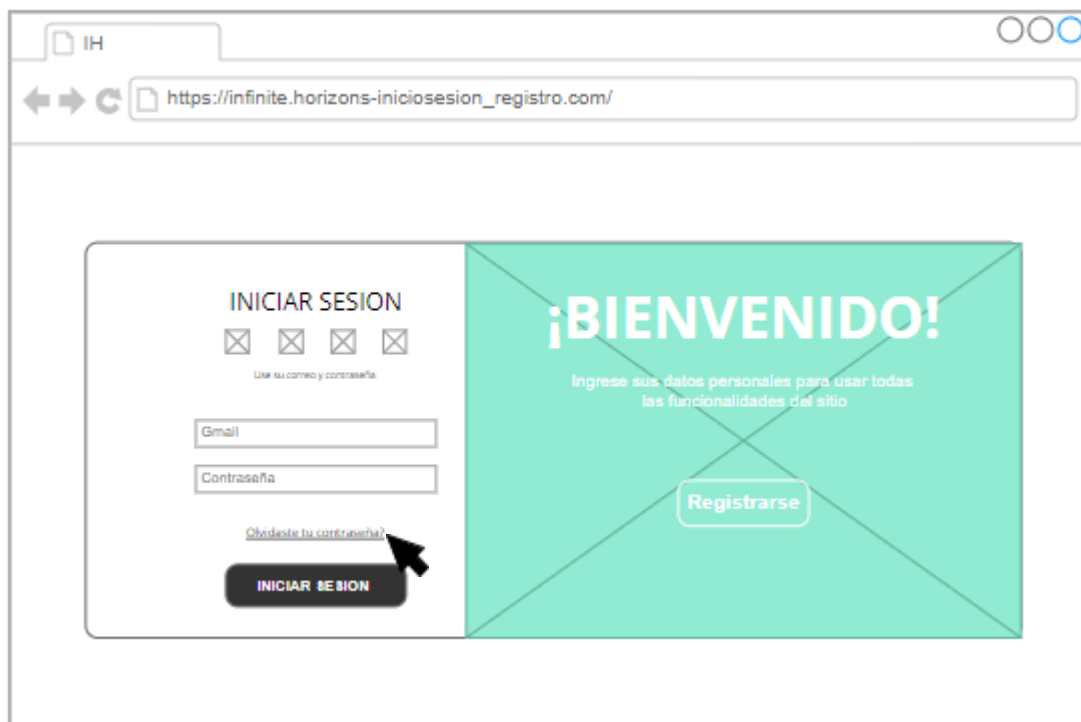 IH
https://infinite.horizons-iniciosesion_registro.com/
INICIAR SESION
Use su correo y contraseña
Gmail
Contraseña
Olvidaste tu contraseña?
INICIAR SESION
¡BIENVENIDO!
Ingrese sus datos personales para usar todas
las funcionalidades del sitio
Registrarse